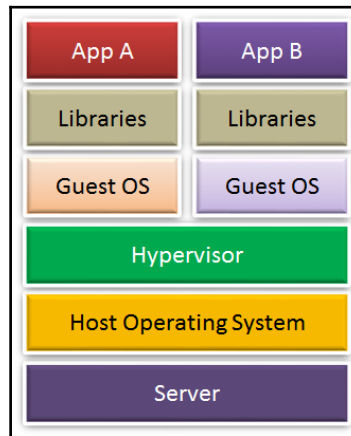 App A App B
Libraries Libraries
Guest OS Guest OS
Hypervisor
Host Operating System
Server